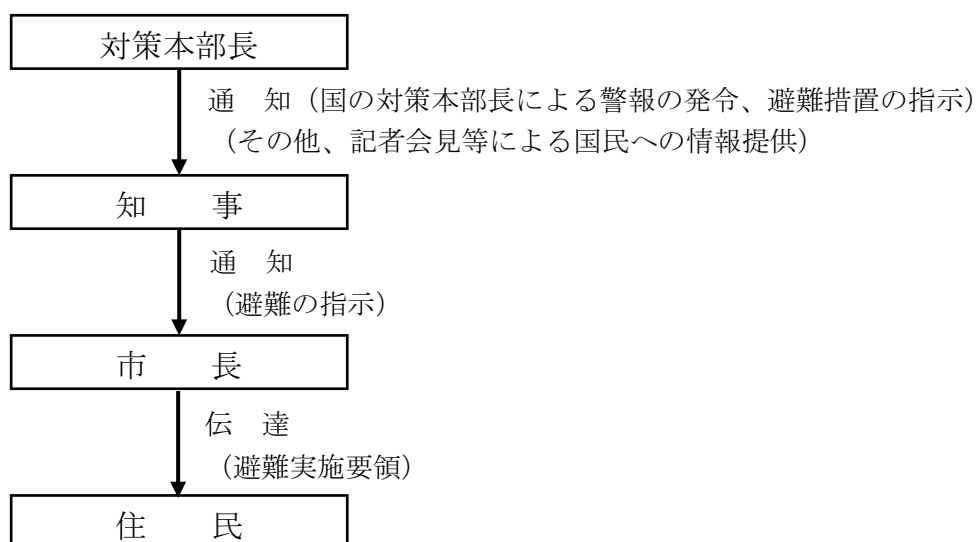 対策本部長
通　知（国の対策本部長による警報の発令、避難措置の指示）
（その他、記者会見等による国民への情報提供）
知　　事
通　知
（避難の指示）
市　　長
伝　達
（避難実施要領）
住　　民